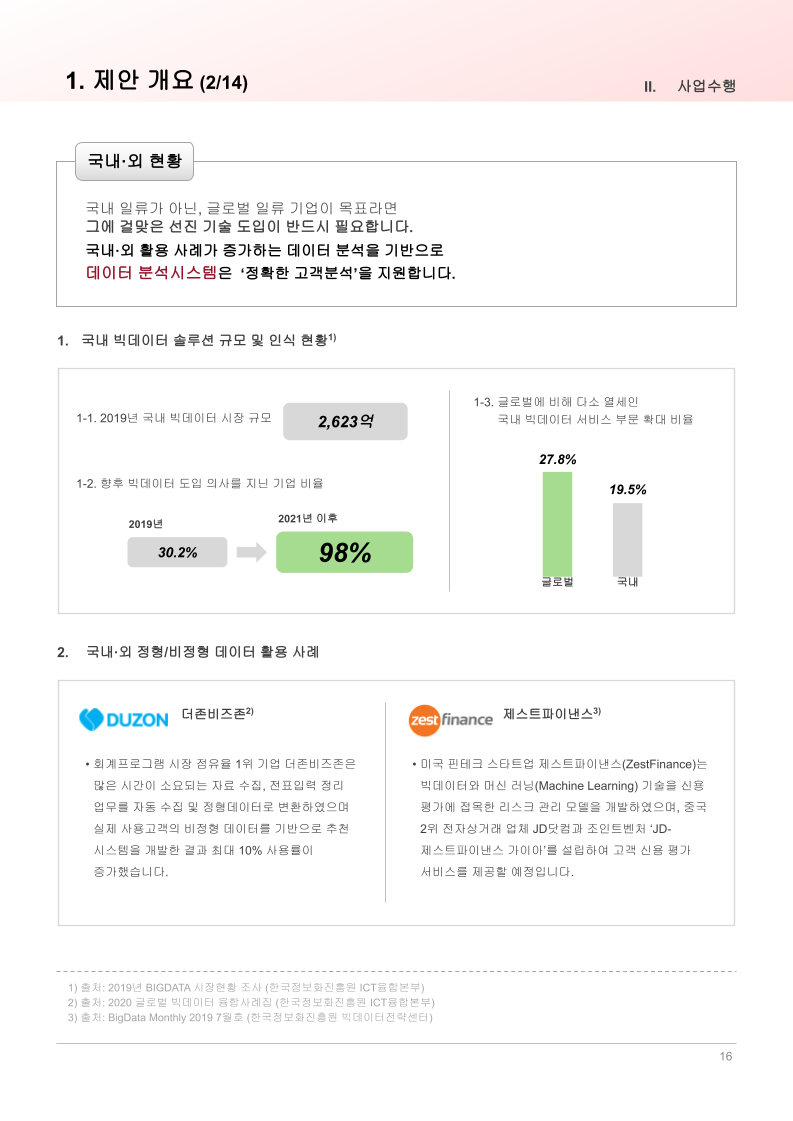 1. 제안 개요 (2/14)
II. 사업수행
국내·외 현황
국내 일류가 아닌, 글로벌 일류 기업이 목표라면
그에 걸맞은 선진 기술 도입이 반드시 필요합니다.
국내·외 활용 사례가 증가하는 데이터 분석을 기반으로
데이터 분석시스템은 ‘정확한 고객분석’을 지원합니다.
1. 국내 빅데이터 솔루션 규모 및 인식 현황1)
1-1. 2019년 국내 빅데이터 시장 규모
2,623억
1-2. 향후 빅데이터 도입 의사를 지닌 기업 비율
2019년
30.2%
2021년 이후
98%
1-3. 글로벌에 비해 다소 열세인
국내 빅데이터 서비스 부문 확대 비율
27.8%
19.5%
글로벌
국내
2. 국내·외 정형/비정형 데이터 활용 사례
DUZON 더존비즈존2)
• 회계프로그램 시장 점유율 1위 기업 더존비즈존은
많은 시간이 소요되는 자료 수집, 전표입력 정리
업무를 자동 수집 및 정형데이터로 변환하였으며
실제 사용고객의 비정형 데이터를 기반으로 추천
시스템을 개발한 결과 최대 10% 사용률이
증가했습니다.
zest finance 제스트파이낸스3)
• 미국 핀테크 스타트업 제스트파이낸스(ZestFinance)는
빅데이터와 머신 러닝(Machine Learning) 기술을 신용
평가에 접목한 리스크 관리 모델을 개발하였으며, 중국
2위 전자상거래 업체 JD닷컴과 조인트벤처 ‘JD-
제스트파이낸스 가이아’를 설립하여 고객 신용 평가
서비스를 제공할 예정입니다.
1) 출처: 2019년 BIGDATA 시장현황 조사 (한국정보화진흥원 ICT융합본부)
2) 출처: 2020 글로벌 빅데이터 융합사례집 (한국정보화진흥원 ICT융합본부)
3) 출처: BigData Monthly 2019 7월호 (한국정보화진흥원 빅데이터전략센터)
16